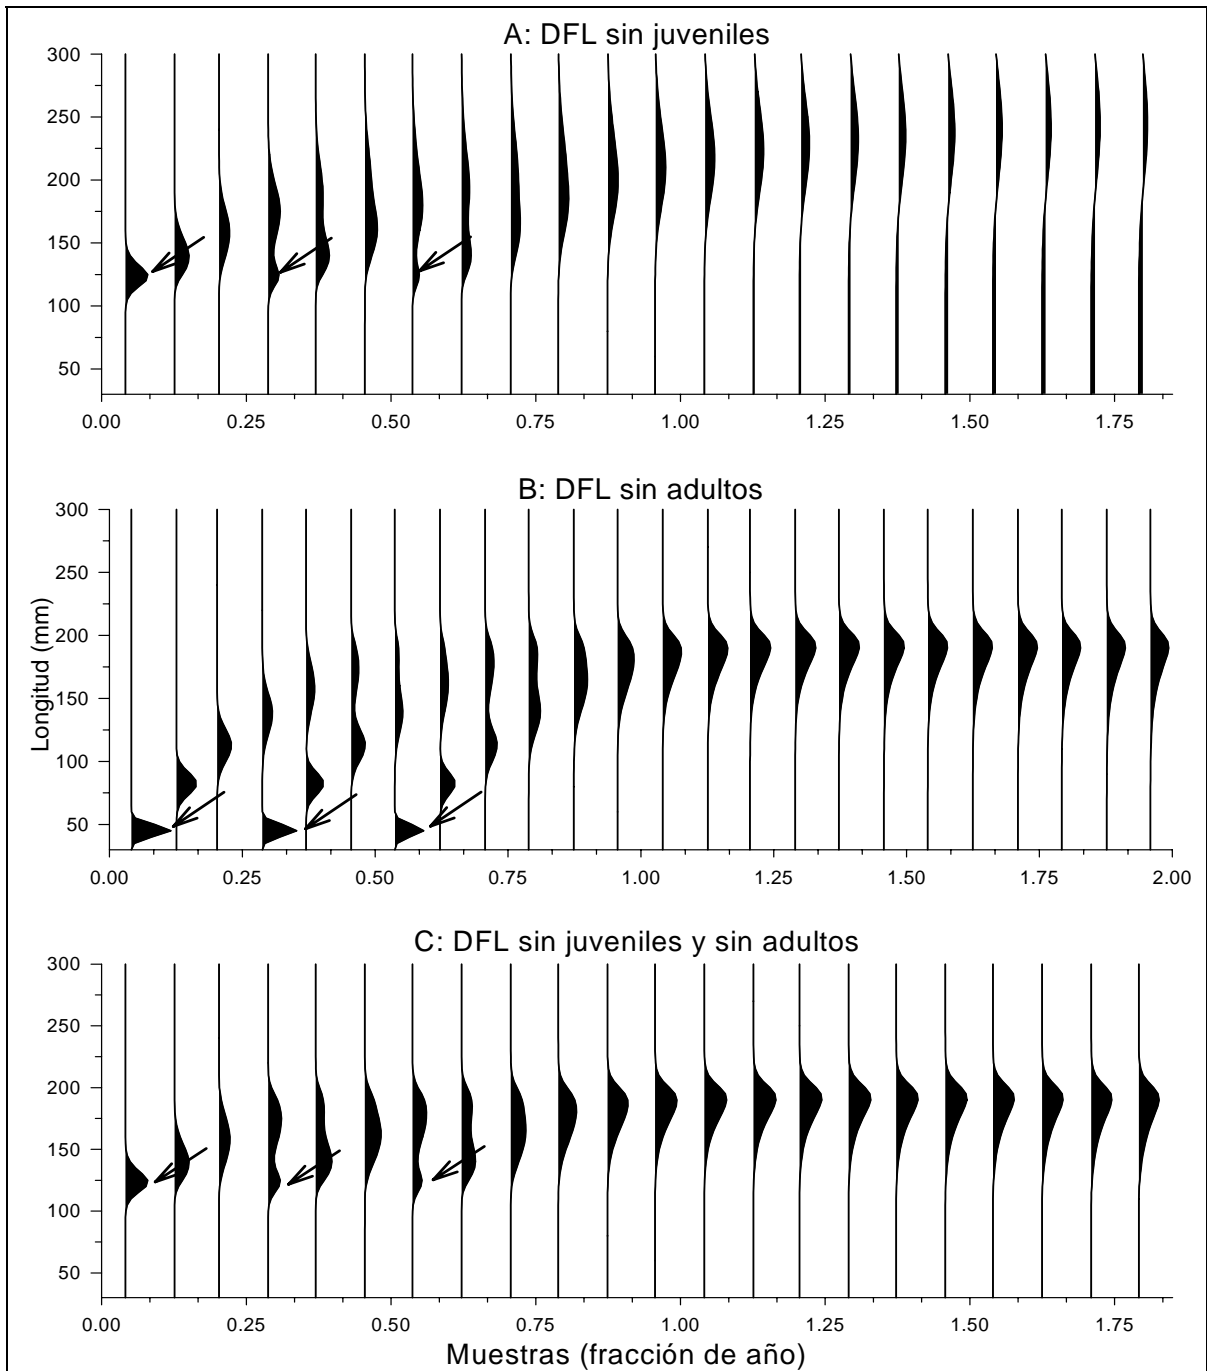 A: DFL sin juveniles
300
250
200
150
100
50
0.00 0.25 0.50 0.75 1.00 1.25 1.50 1.75
B: DFL sin adultos
Longitud (mm)
300
250
200
150
100
50
0.00 0.25 0.50 0.75 1.00 1.25 1.50 1.75 2.00
C: DFL sin juveniles y sin adultos
300
250
200
150
100
50
0.00 0.25 0.50 0.75 1.00 1.25 1.50 1.75
Muestras (fracción de año)